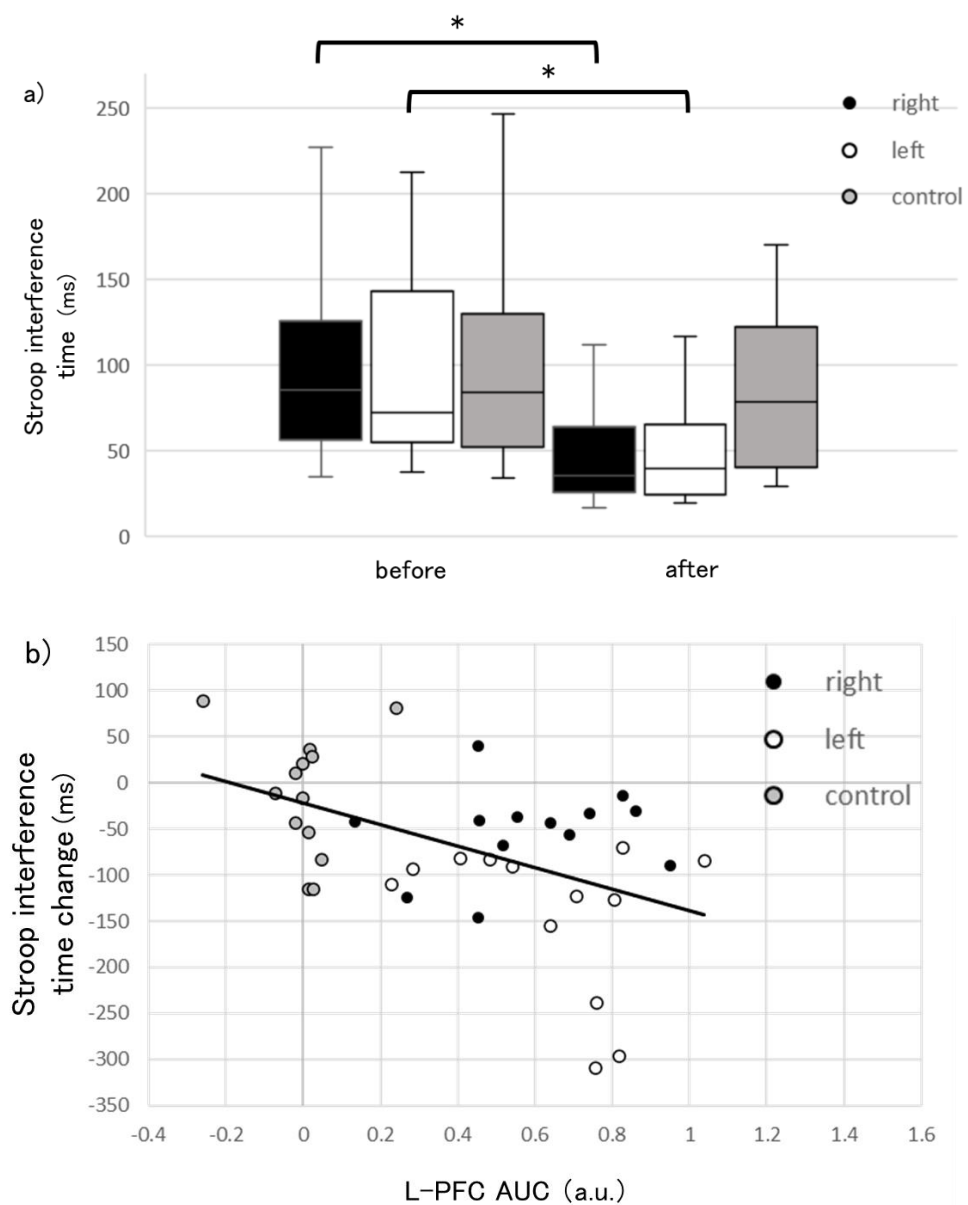 *
a)
*
250
right
left
200
control
150
100
50
0
Stroop interference
time (ms)
before
after
b)
150
100
50
0
-50
-100
-150
-200
-250
-300
-350
right
left
control
Stroop interference
time change (ms)
-0.4
-0.2
0
0.2
0.4
0.6
0.8
1
1.2
1.4
1.6
L-PFC AUC (a.u.)